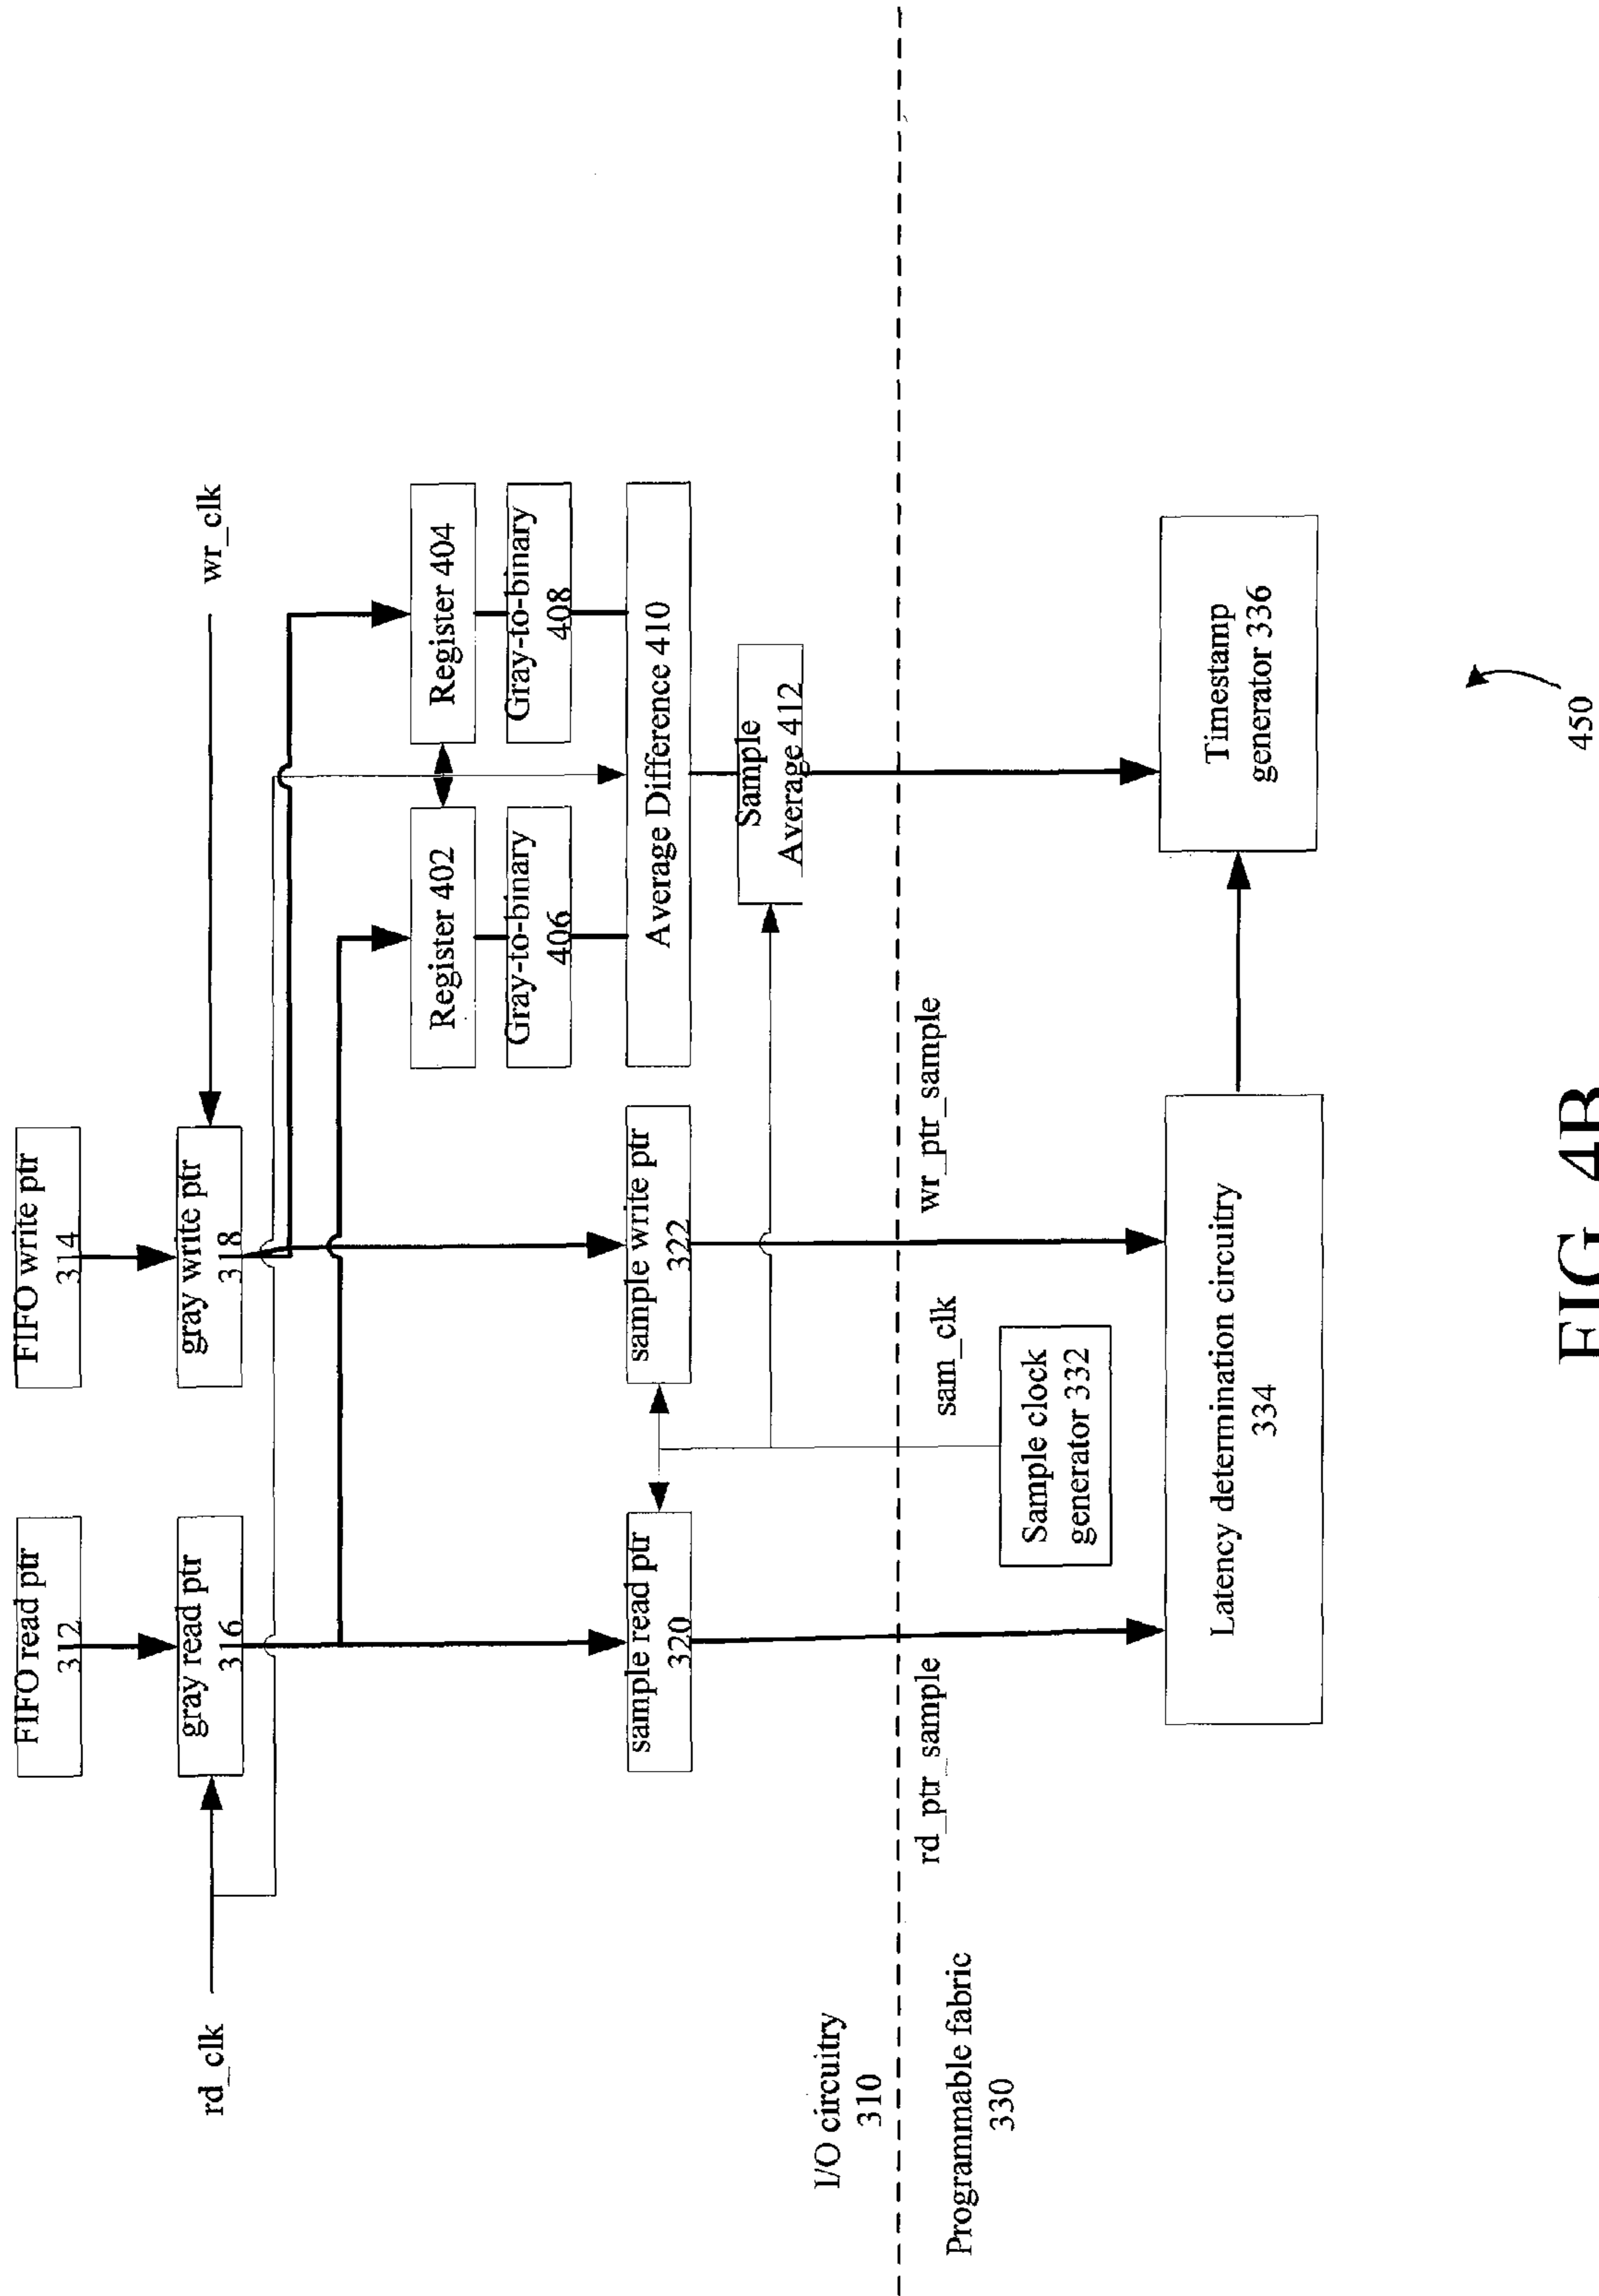 FIFO read ptr
312
FIFO write ptr
314
rd_clk
gray read ptr
316
gray write ptr
318
wr_clk
Register 402
Register 404
Gray-to-binary
406
Gray-to-binary
408
sample read ptr
320
sample write ptr
322
Average Difference 410
Sample
Average 412
I/O circuitry
310
rd_ptr_sample
sam_clk
wr_ptr_sample
Programmable fabric
330
Sample clock
generator 332
Latency determination circuitry
334
Timestamp
generator 336
450
FIG. 4B